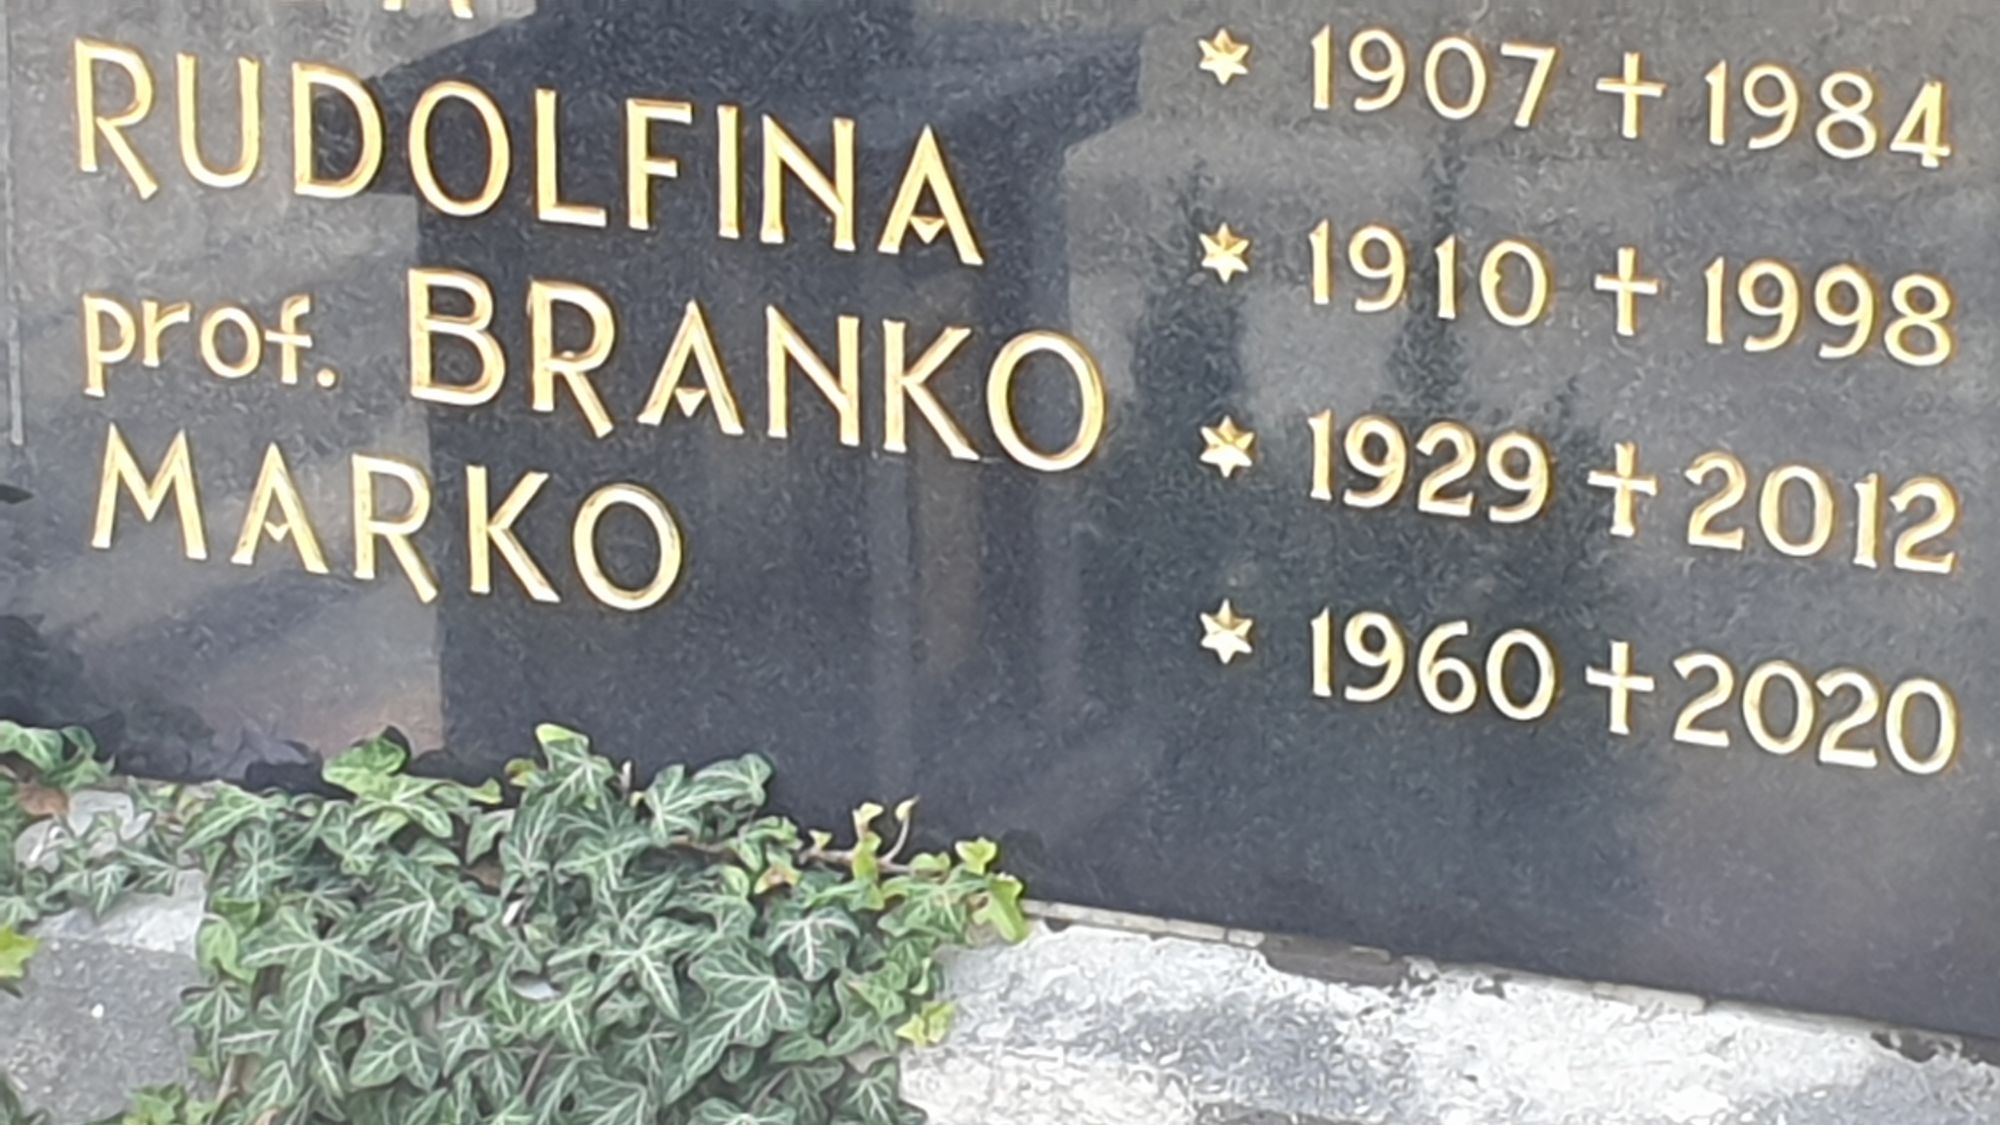 * 1907 † 1984
RUDOLFINA * 1910 † 1998
prof. BRANKO * 1929 † 2012
MARKO * 1960 † 2020